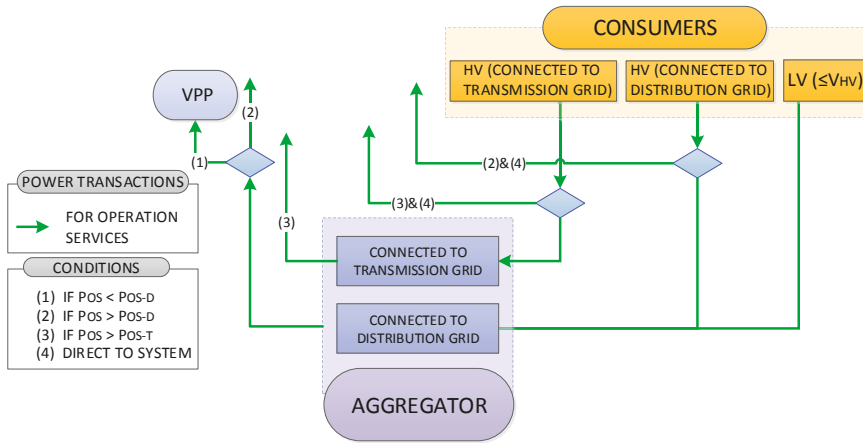 CONSUMERS
HV (CONNECTED TO
TRANSMISSION GRID)
HV (CONNECTED TO
DISTRIBUTION GRID)
LV (≤VHV)
VPP
(2)
(1)
(2)&(4)
(3)&(4)
(3)
POWER TRANSACTIONS
FOR OPERATION
SERVICES
CONDITIONS
(1) IF POS < POS-D
(2) IF POS > POS-D
(3) IF POS > POS-T
(4) DIRECT TO SYSTEM
CONNECTED TO
TRANSMISSION GRID
CONNECTED TO
DISTRIBUTION GRID
AGGREGATOR